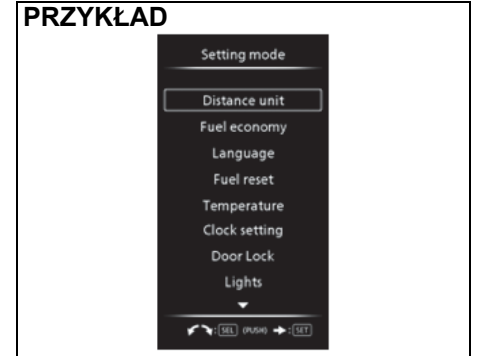 PRZYKŁAD
Setting mode
Distance unit
Fuel economy
Language
Fuel reset
Temperature
Clock setting
Door Lock
Lights
: SEL (PUSH) : SET